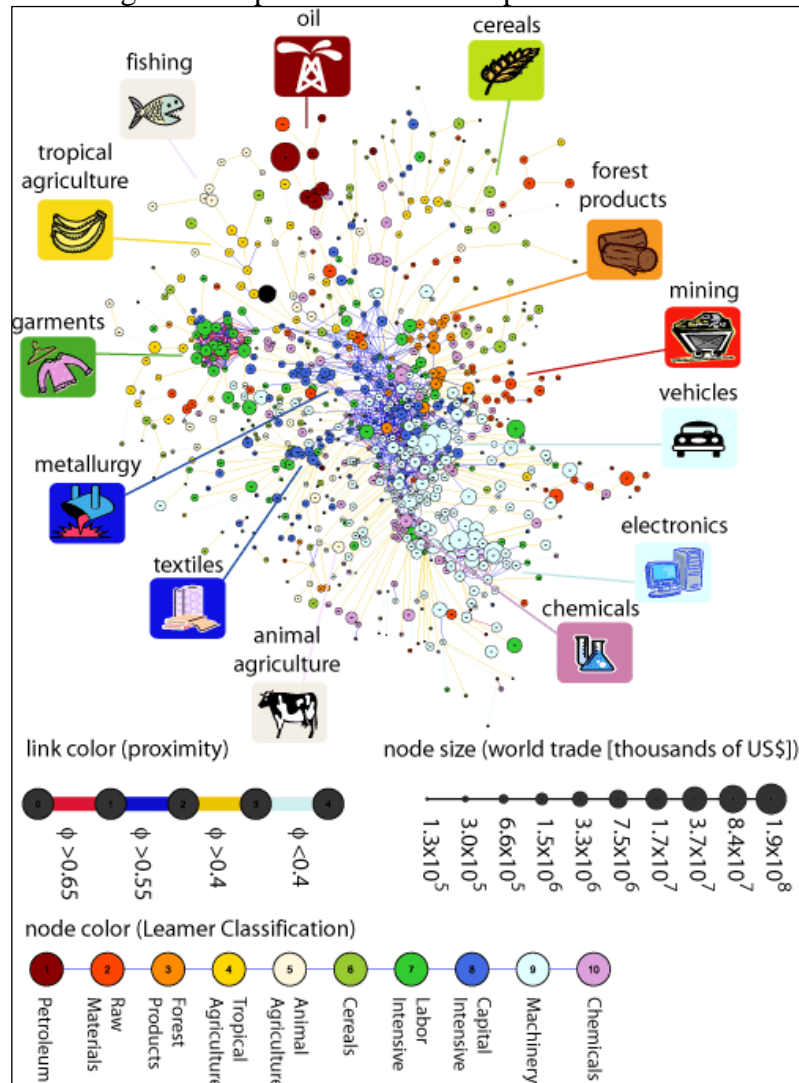 oil
cereals
fishing
tropical
agriculture
forest
products
mining
garments
vehicles
metallurgy
electronics
textiles
chemicals
animal
agriculture
link color (proximity)
0 1 2 3 4
ϕ >0.65
ϕ >0.55
ϕ >0.4
ϕ <0.4
node size (world trade [thousands of US$])
1.3x10⁵
3.0x10⁵
6.6x10⁵
1.5x10⁶
3.3x10⁶
7.5x10⁶
1.7x10⁷
3.7x10⁷
8.4x10⁷
1.9x10⁸
node color (Leamer Classification)
1 2 3 4 5 6 7 8 9 10
Petroleum
Raw
Materials
Forest
Products
Tropical
Agriculture
Animal
Agriculture
Cereals
Labor
Intensive
Capital
Intensive
Machinery
Chemicals